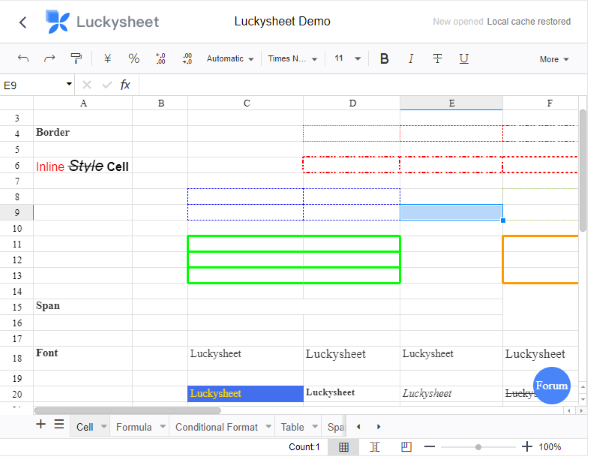 Luckysheet Luckysheet Demo New opened Local cache restored
¥ % .0 .00 Automatic Times N... 11 B I T U More
E9 fx
A B C D E F
3
4 Border
5
6 Inline Style Cell
7
8
9
10
11
12
13
14
15 Span
16
17
18 Font Luckysheet Luckysheet Luckysheet Luckysheet
19
20 Luckysheet Luckysheet Luckysheet Lucky
Forum
+ Cell Formula Conditional Format Table Spa
Count:1 100%